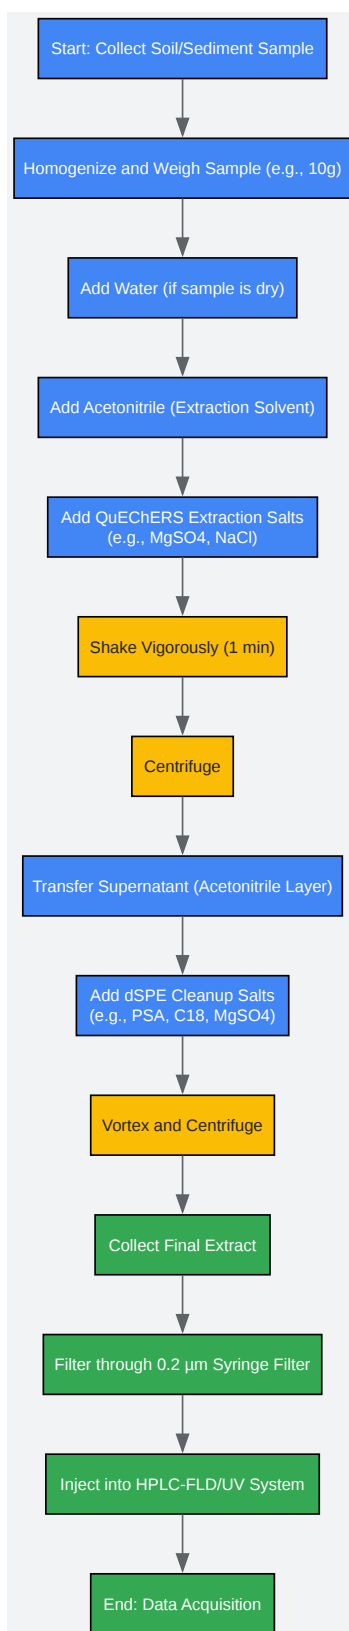 Start: Collect Soil/Sediment Sample
Homogenize and Weigh Sample (e.g., 10g)
Add Water (if sample is dry)
Add Acetonitrile (Extraction Solvent)
Add QuEChERS Extraction Salts
(e.g., MgSO4, NaCl)
Shake Vigorously (1 min)
Centrifuge
Transfer Supernatant (Acetonitrile Layer)
Add dSPE Cleanup Salts
(e.g., PSA, C18, MgSO4)
Vortex and Centrifuge
Collect Final Extract
Filter through 0.2 µm Syringe Filter
Inject into HPLC-FLD/UV System
End: Data Acquisition